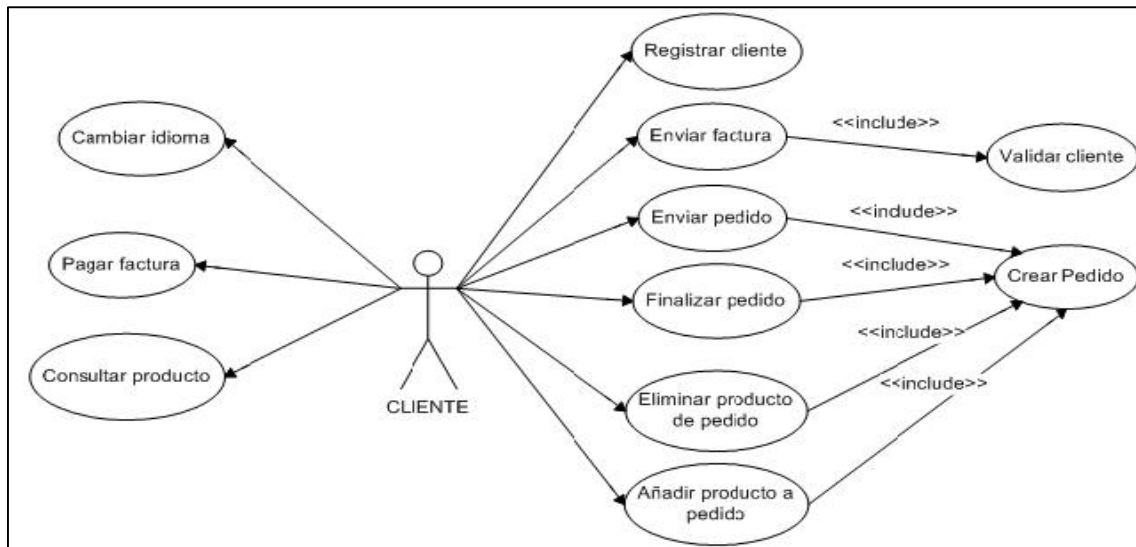 Registrar cliente
Cambiar idioma
Enviar factura
<<include>>
Validar cliente
Enviar pedido
<<include>>
Pagar factura
Finalizar pedido
<<include>>
Crear Pedido
Consultar producto
CLIENTE
Eliminar producto
de pedido
<<include>>
<<include>>
Añadir producto a
pedido